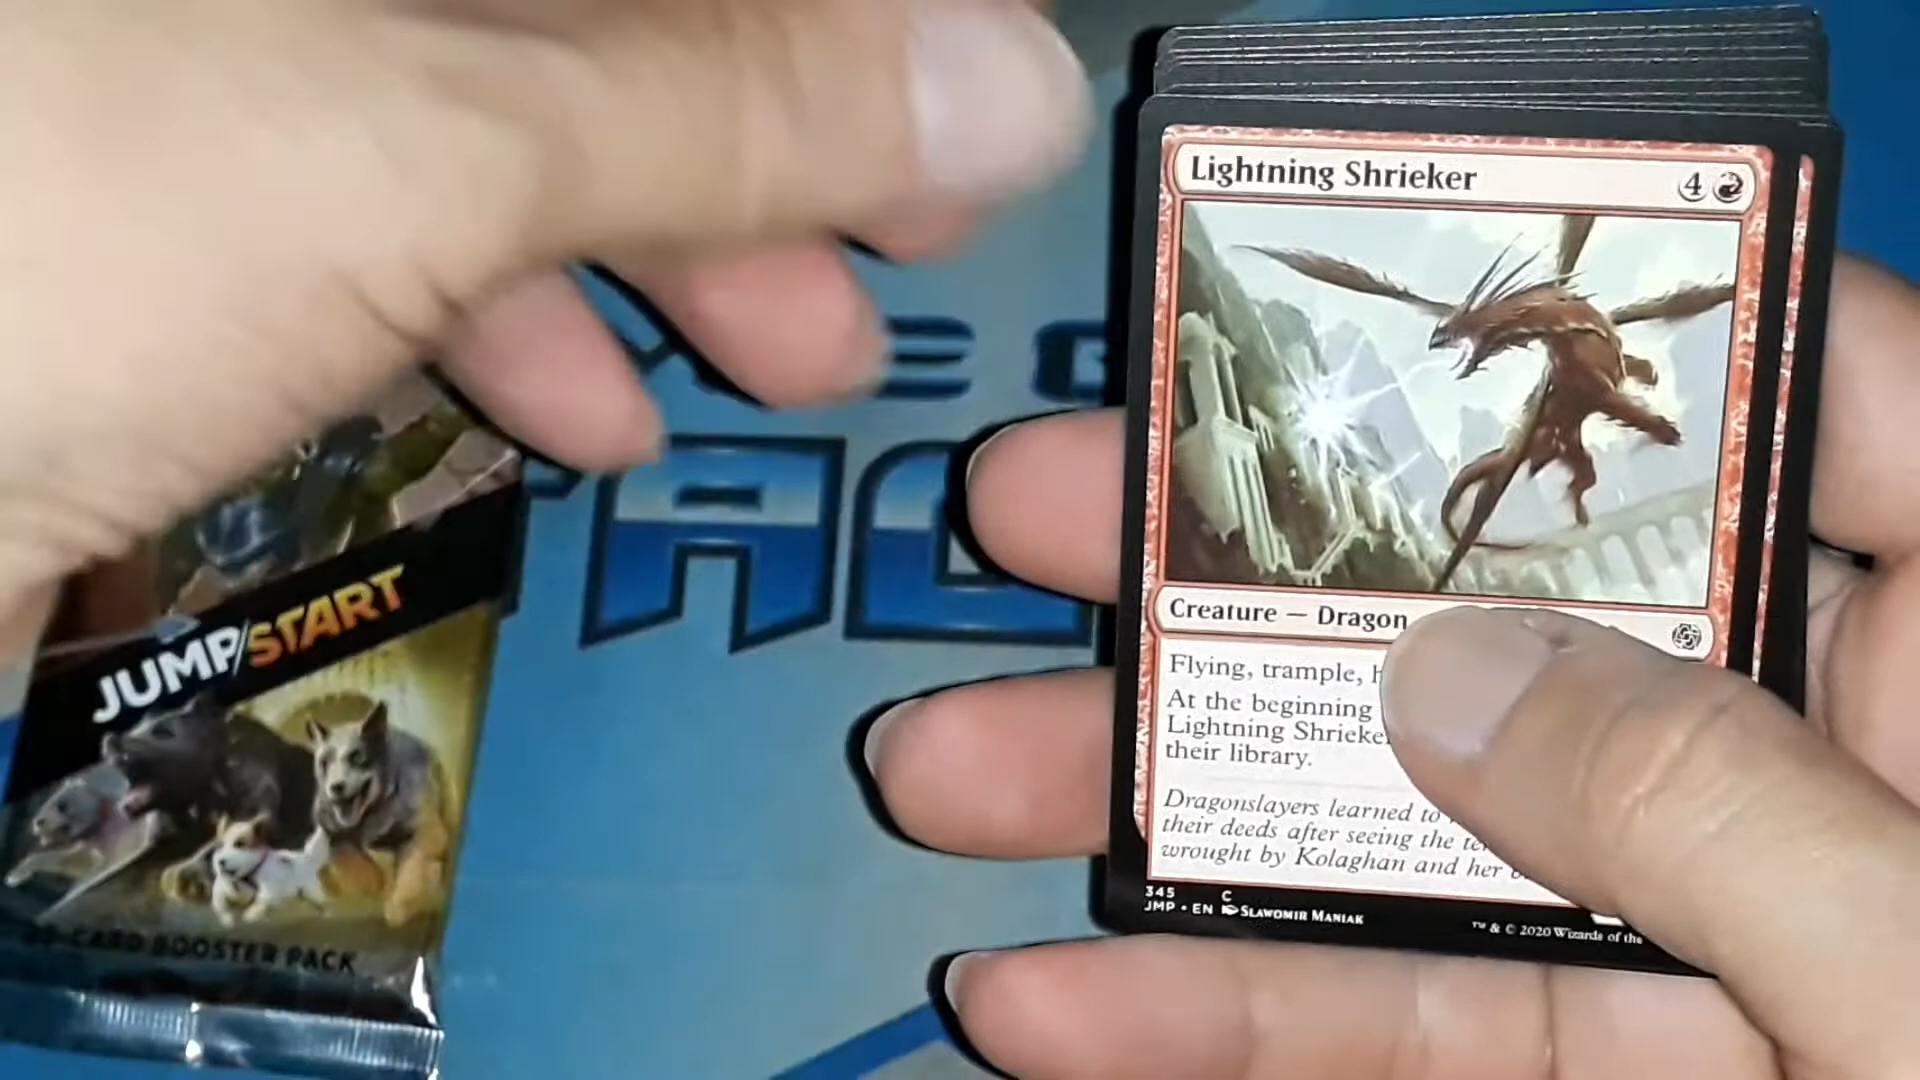 Lightning Shrieker 4
Creature — Dragon
Flying, trample,
At the beginning
Lightning Shrieker
their library.
Dragonslayers learned to
their deeds after seeing the
wrought by Kolaghan and her
345 C
JMP • EN SLAWOMIR MANIAK
™ & © 2020 Wizards of the
JUMP/START
20-CARD BOOSTER PACK